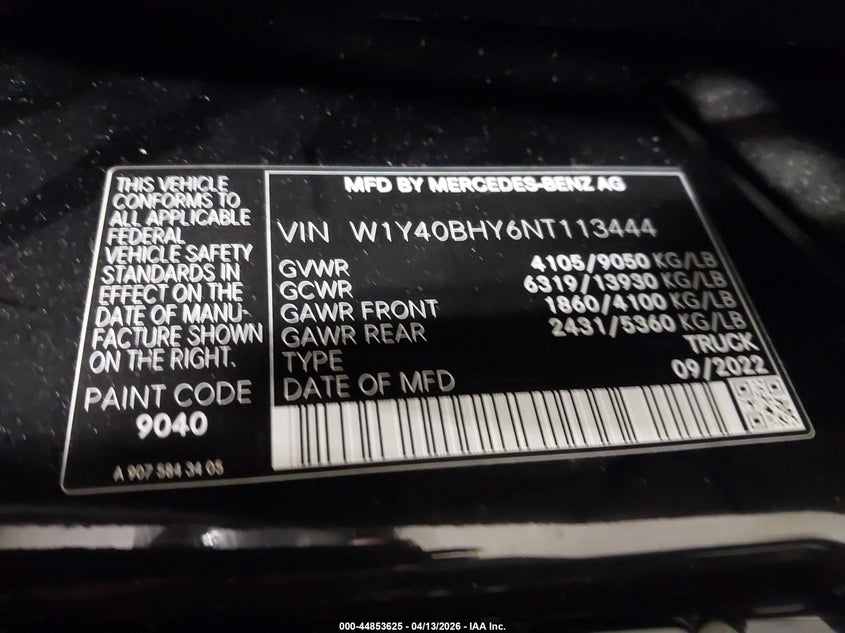 THIS VEHICLE
CONFORMS TO
ALL APPLICABLE
FEDERAL
VEHICLE SAFETY
STANDARDS IN
EFFECT ON THE
DATE OF MANU-
FACTURE SHOWN
ON THE RIGHT.
PAINT CODE
9040
A 907 584 34 05
MFD BY MERCEDES-BENZ AG
VIN W1Y40BHY6NT113444
GVWR 4105/9050 KG/LB
GCWR 6319/13930 KG/LB
GAWR FRONT 1860/4100 KG/LB
GAWR REAR 2431/5360 KG/LB
TYPE TRUCK
DATE OF MFD 09/2022
000-44853625 - 04/13/2026 - IAA Inc.